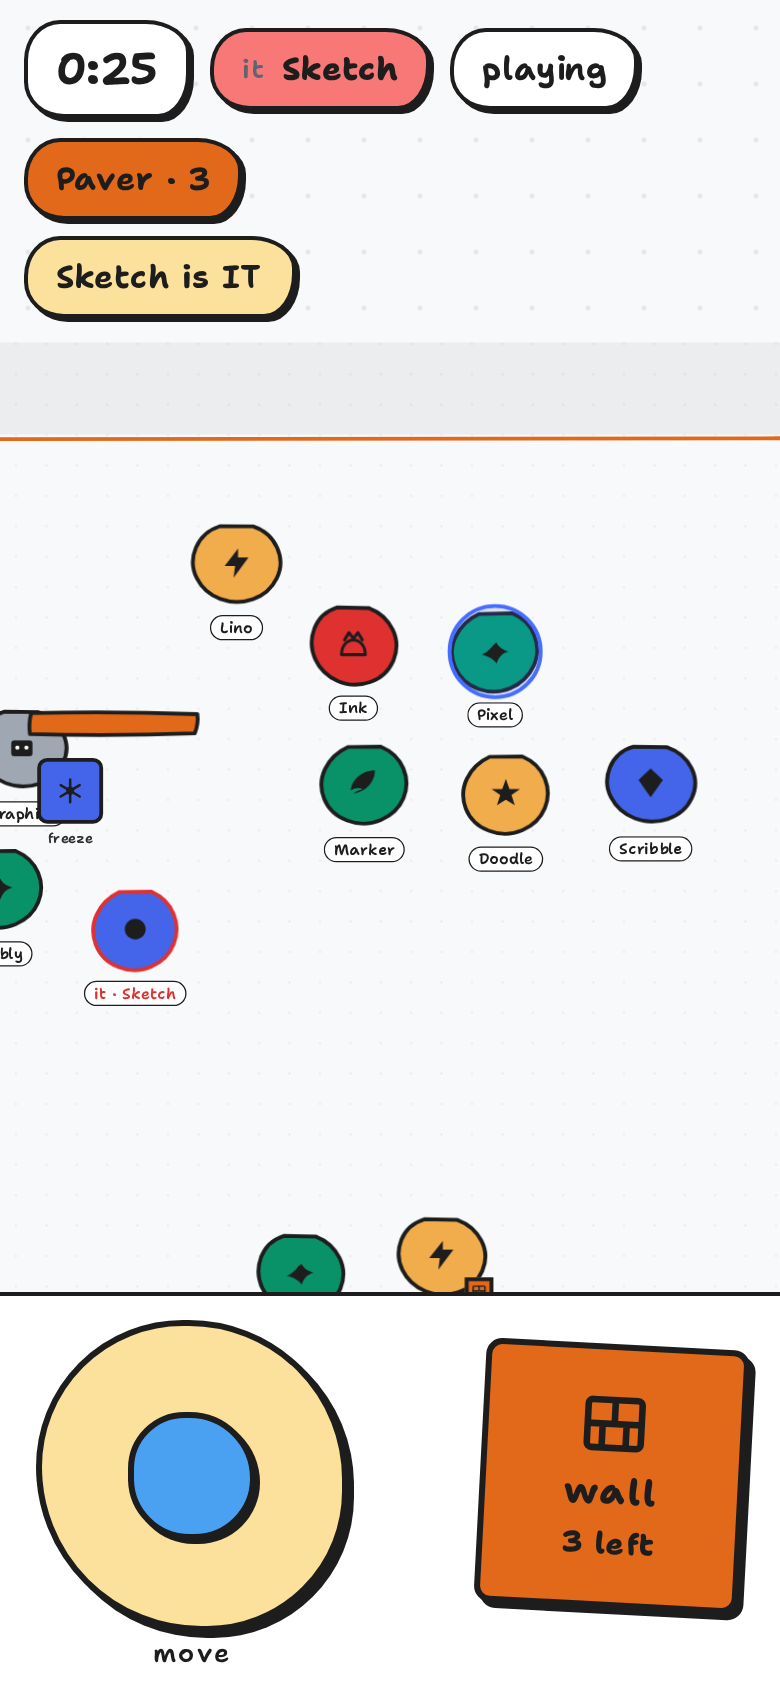 0:25
it Sketch
playing
Paver · 3
Sketch is IT
Lino
Ink
Pixel
freeze
Marker
Doodle
Scribble
it · Sketch
wall
3 left
move